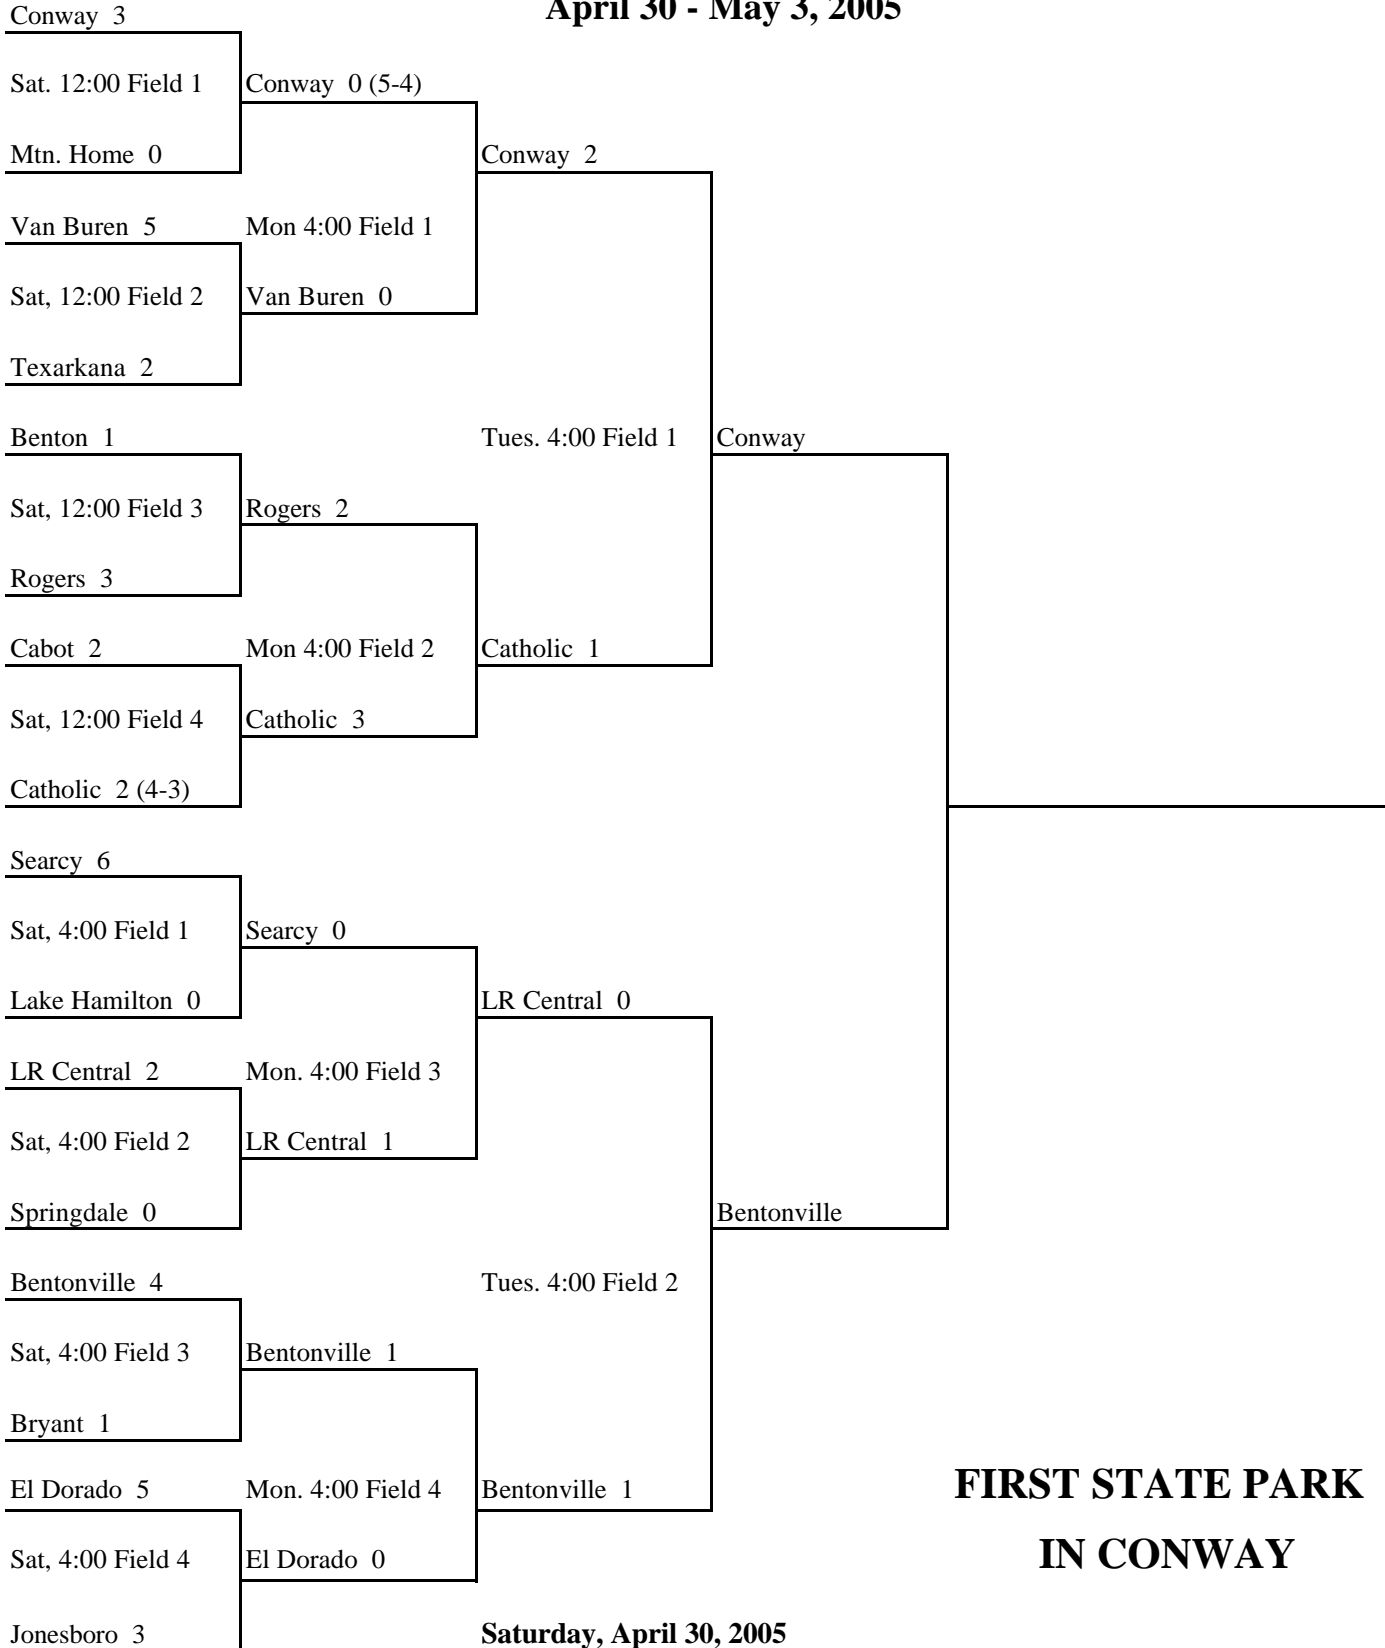 April 30 - May 3, 2005
Conway 3
Sat. 12:00 Field 1
Conway 0 (5-4)
Mtn. Home 0
Conway 2
Van Buren 5
Mon 4:00 Field 1
Sat, 12:00 Field 2
Van Buren 0
Texarkana 2
Benton 1
Tues. 4:00 Field 1
Conway
Sat, 12:00 Field 3
Rogers 2
Rogers 3
Cabot 2
Mon 4:00 Field 2
Catholic 1
Sat, 12:00 Field 4
Catholic 3
Catholic 2 (4-3)
Searcy 6
Sat, 4:00 Field 1
Searcy 0
Lake Hamilton 0
LR Central 0
LR Central 2
Mon. 4:00 Field 3
Sat, 4:00 Field 2
LR Central 1
Springdale 0
Bentonville
Bentonville 4
Tues. 4:00 Field 2
Sat, 4:00 Field 3
Bentonville 1
Bryant 1
El Dorado 5
Mon. 4:00 Field 4
Bentonville 1
FIRST STATE PARK
Sat, 4:00 Field 4
El Dorado 0
IN CONWAY
Jonesboro 3
Saturday, April 30, 2005